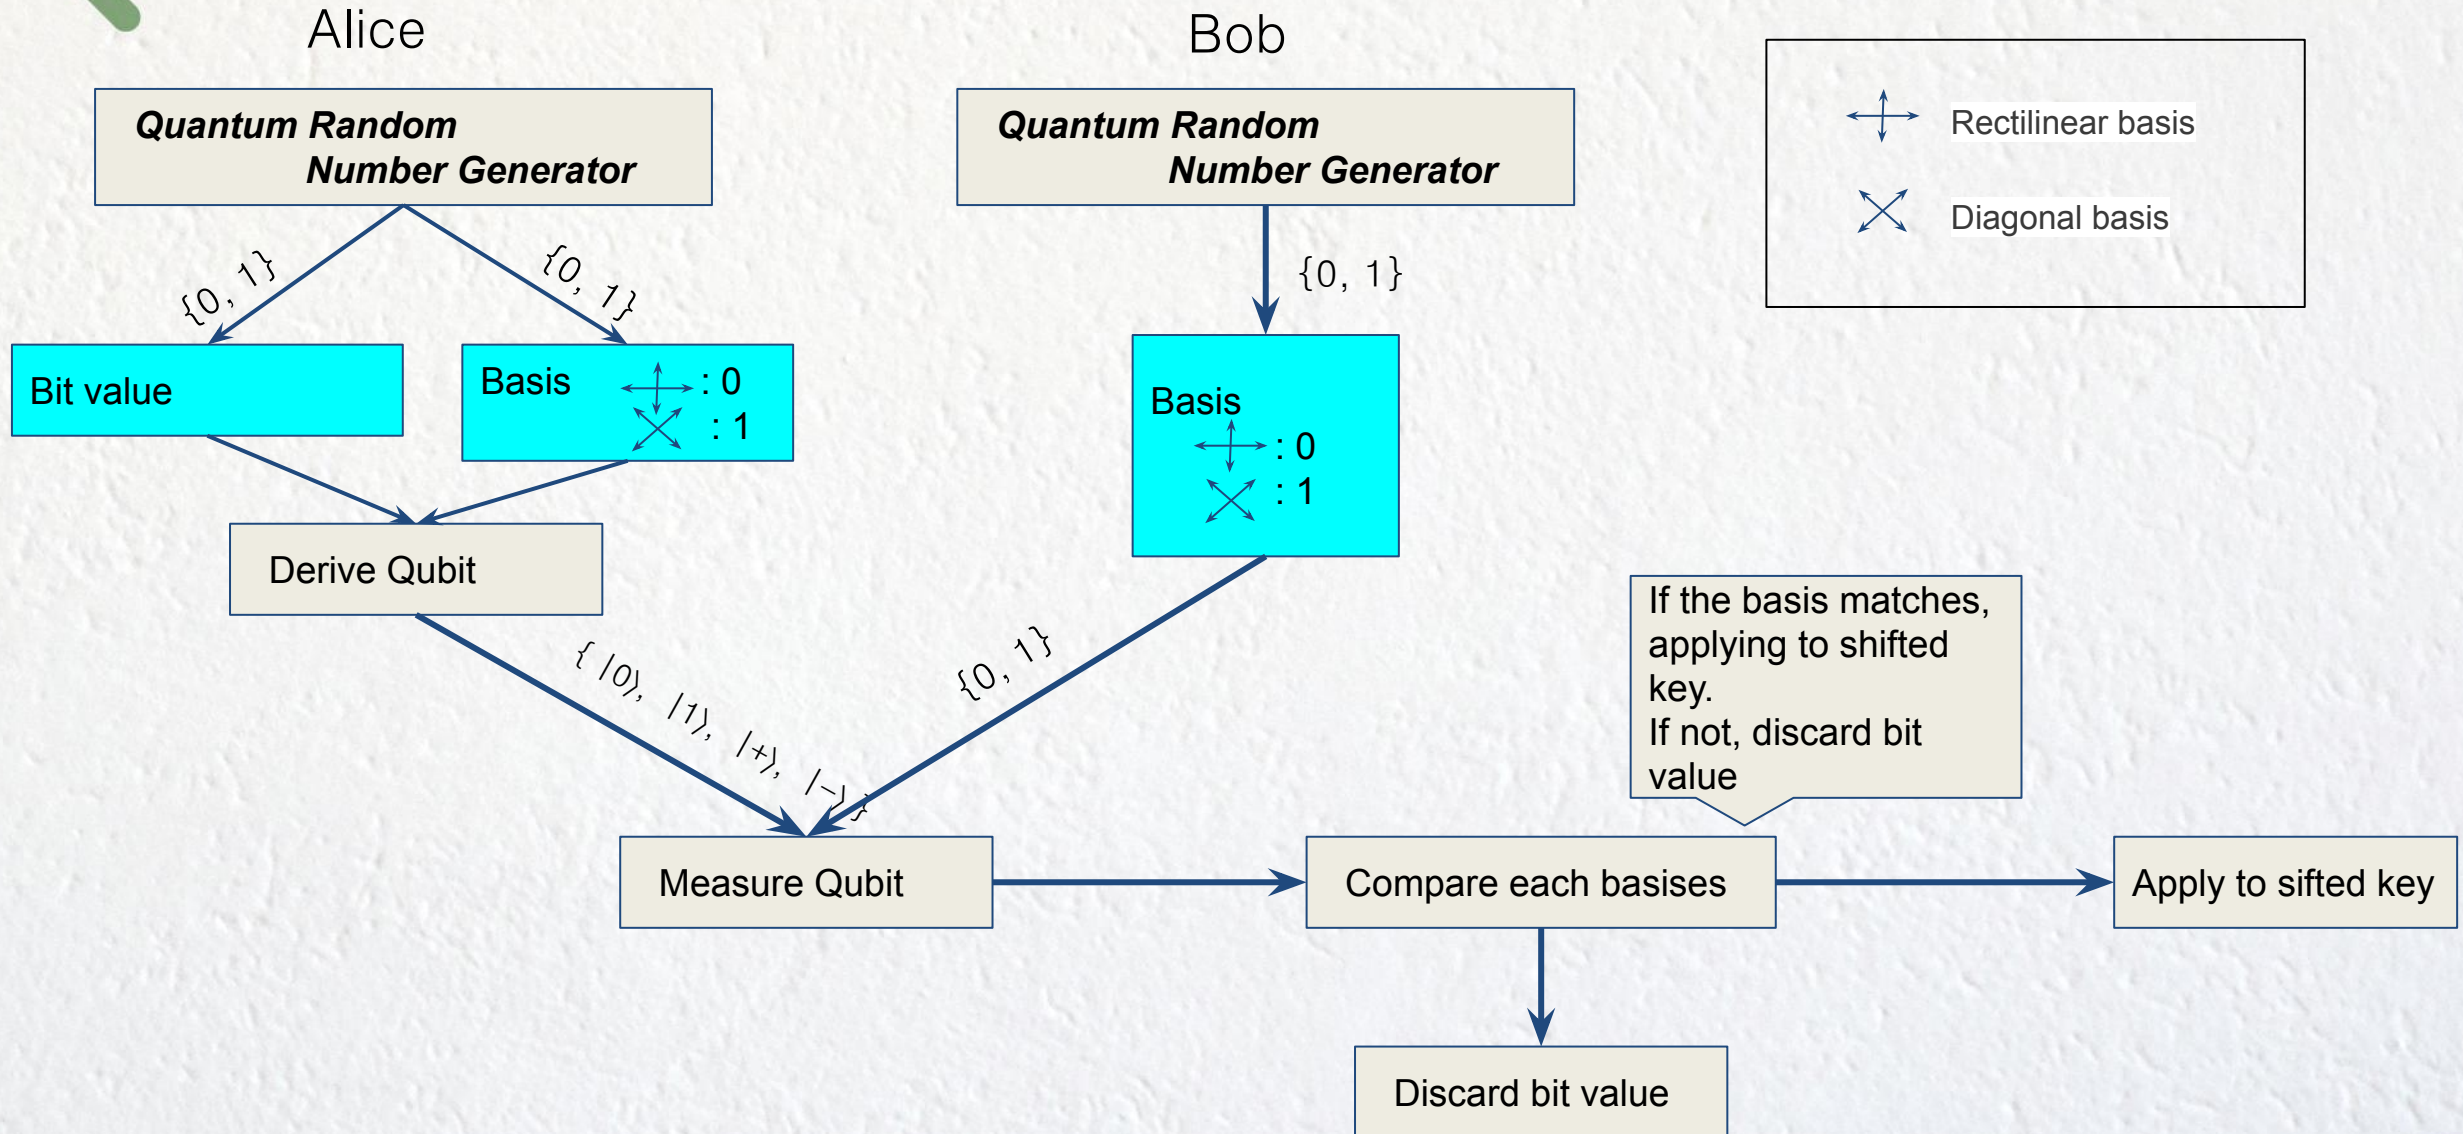 Alice
Bob
Quantum Random
Number Generator
Quantum Random
Number Generator
Rectilinear basis
Diagonal basis
{0, 1}
{0, 1}
{0, 1}
Bit value
Basis : 0
: 1
Basis
: 0
: 1
Derive Qubit
{ |0⟩, |1⟩, |+⟩, |−⟩ }
{0, 1}
If the basis matches,
applying to shifted
key.
If not, discard bit
value
Measure Qubit
Compare each basises
Apply to sifted key
Discard bit value